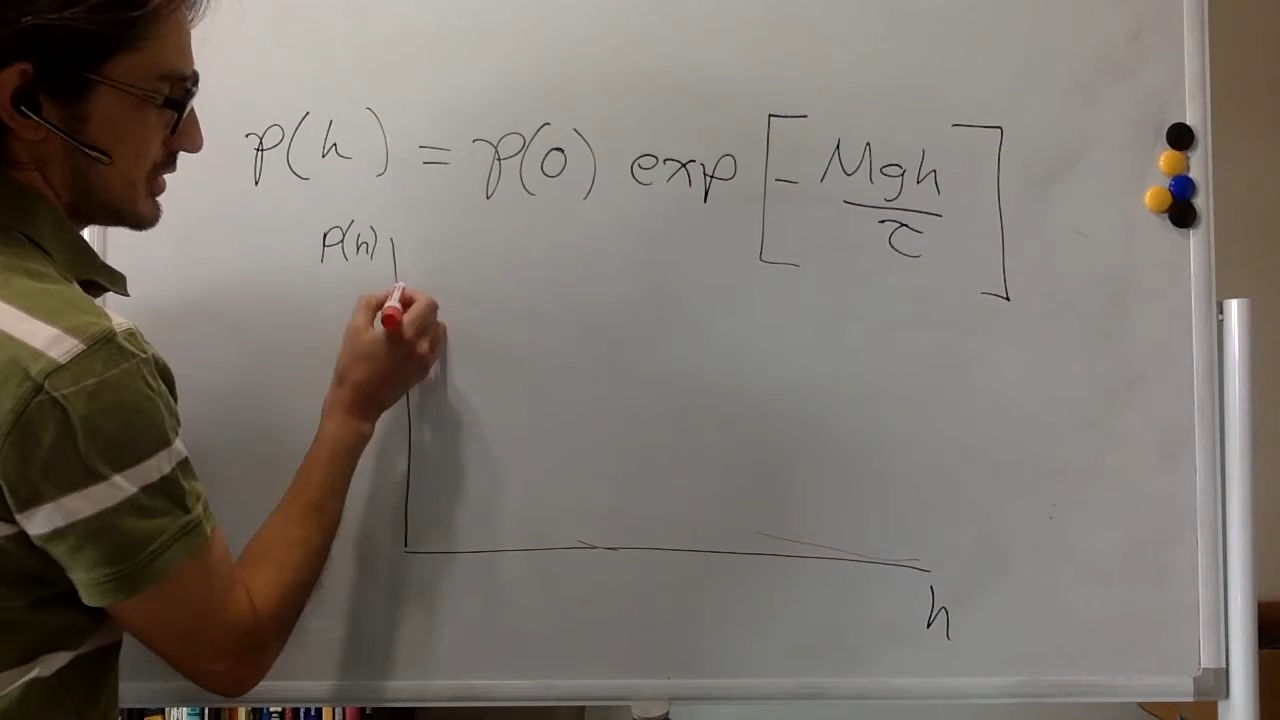 p(h) = p(0) exp [ - Mgh / τ ]
p(h)
h